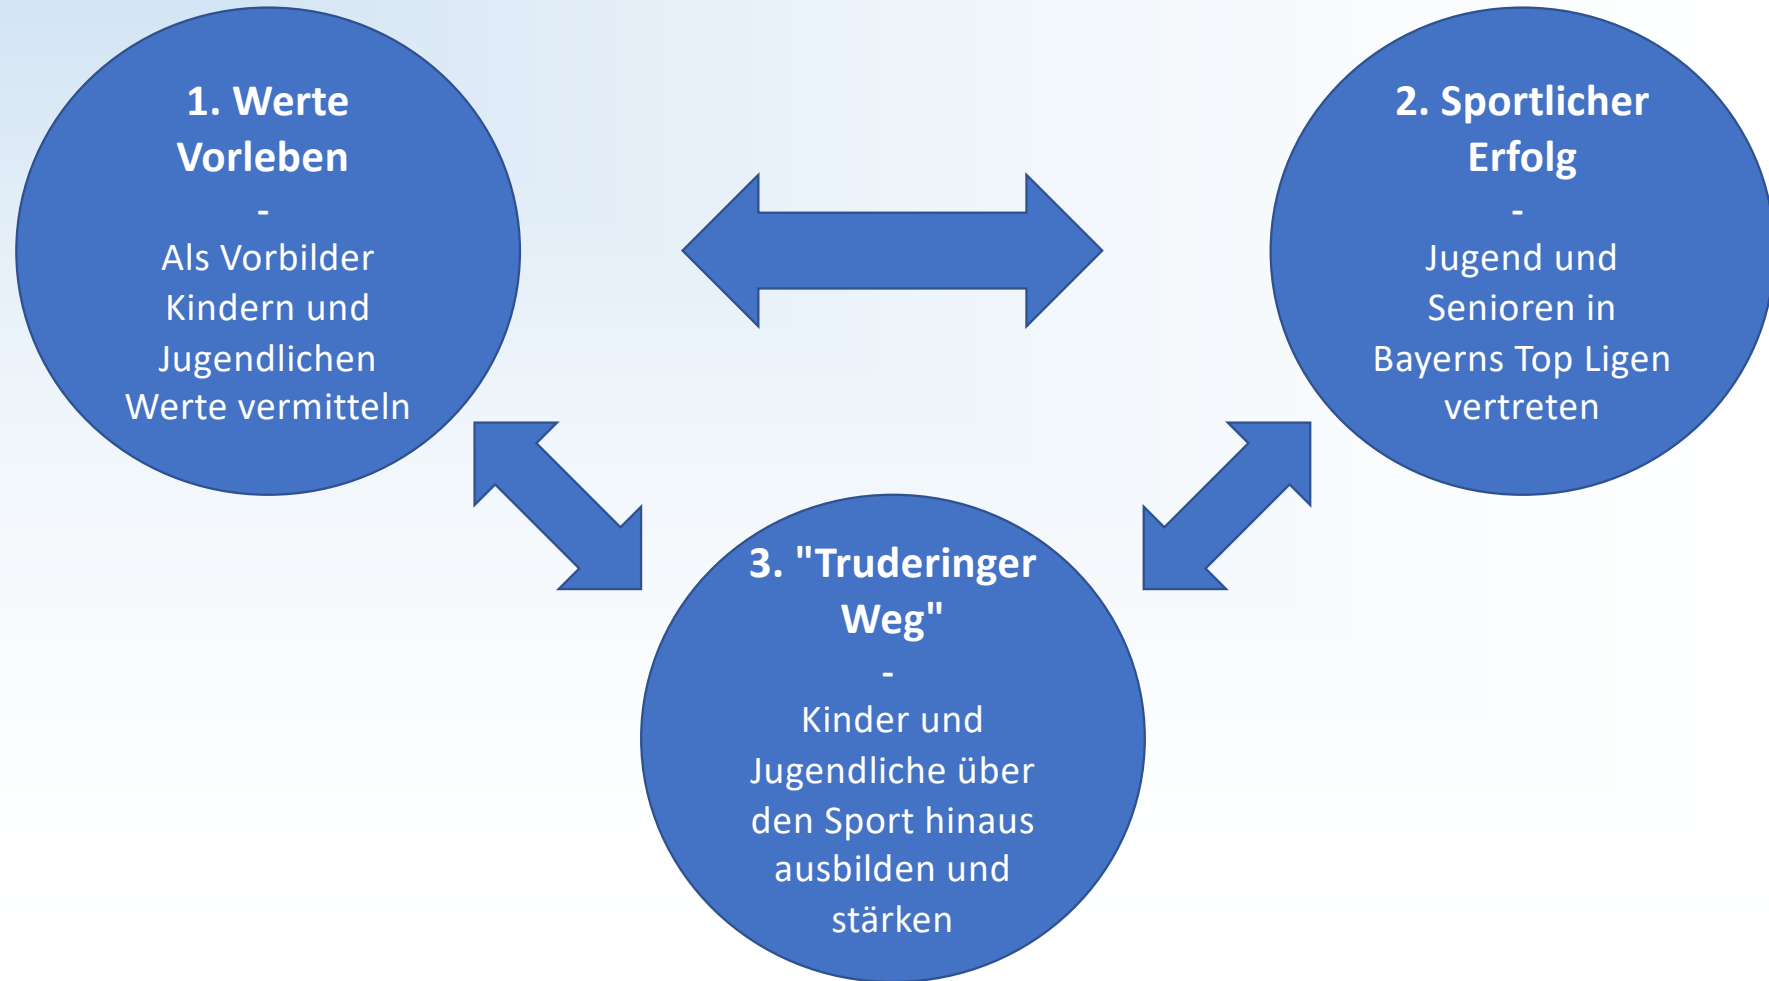 1. Werte
Vorleben
-
Als Vorbilder
Kindern und
Jugendlichen
Werte vermitteln
2. Sportlicher
Erfolg
-
Jugend und
Senioren in
Bayerns Top Ligen
vertreten
3. "Truderinger
Weg"
-
Kinder und
Jugendliche über
den Sport hinaus
ausbilden und
stärken